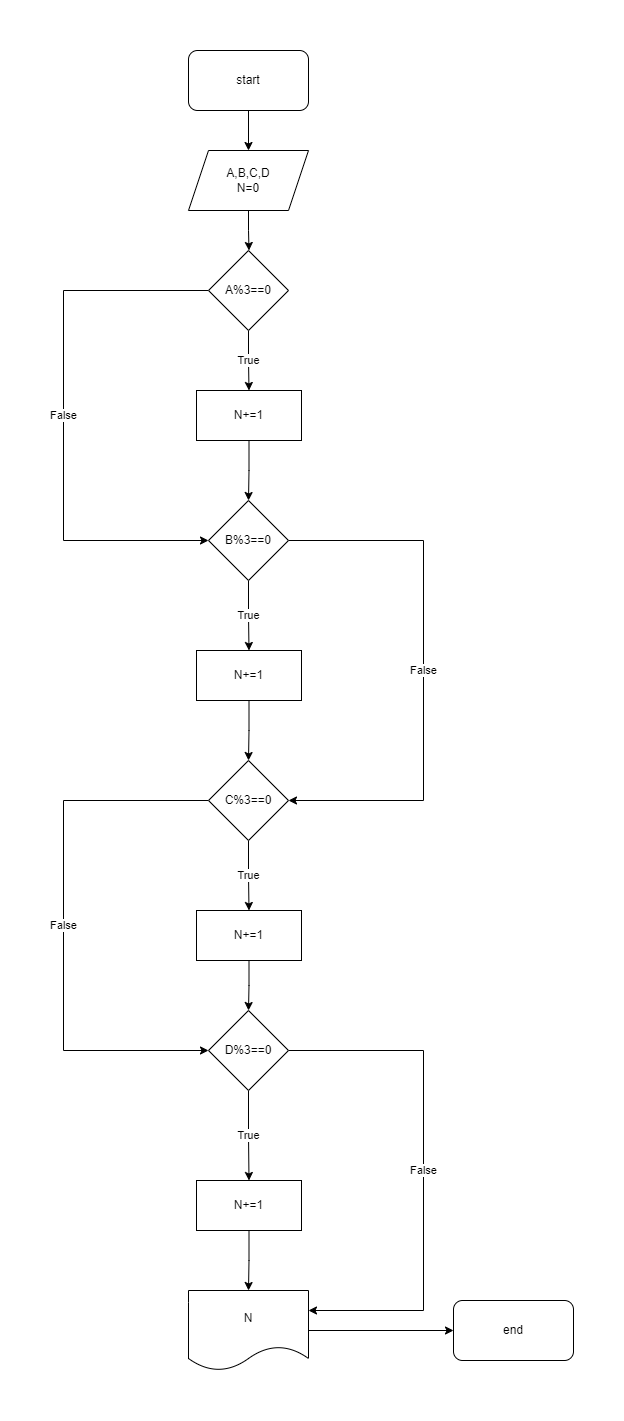 start
A,B,C,D
N=0
A%3==0
True
False
N+=1
B%3==0
True
False
N+=1
C%3==0
True
False
N+=1
D%3==0
True
False
N+=1
N
end